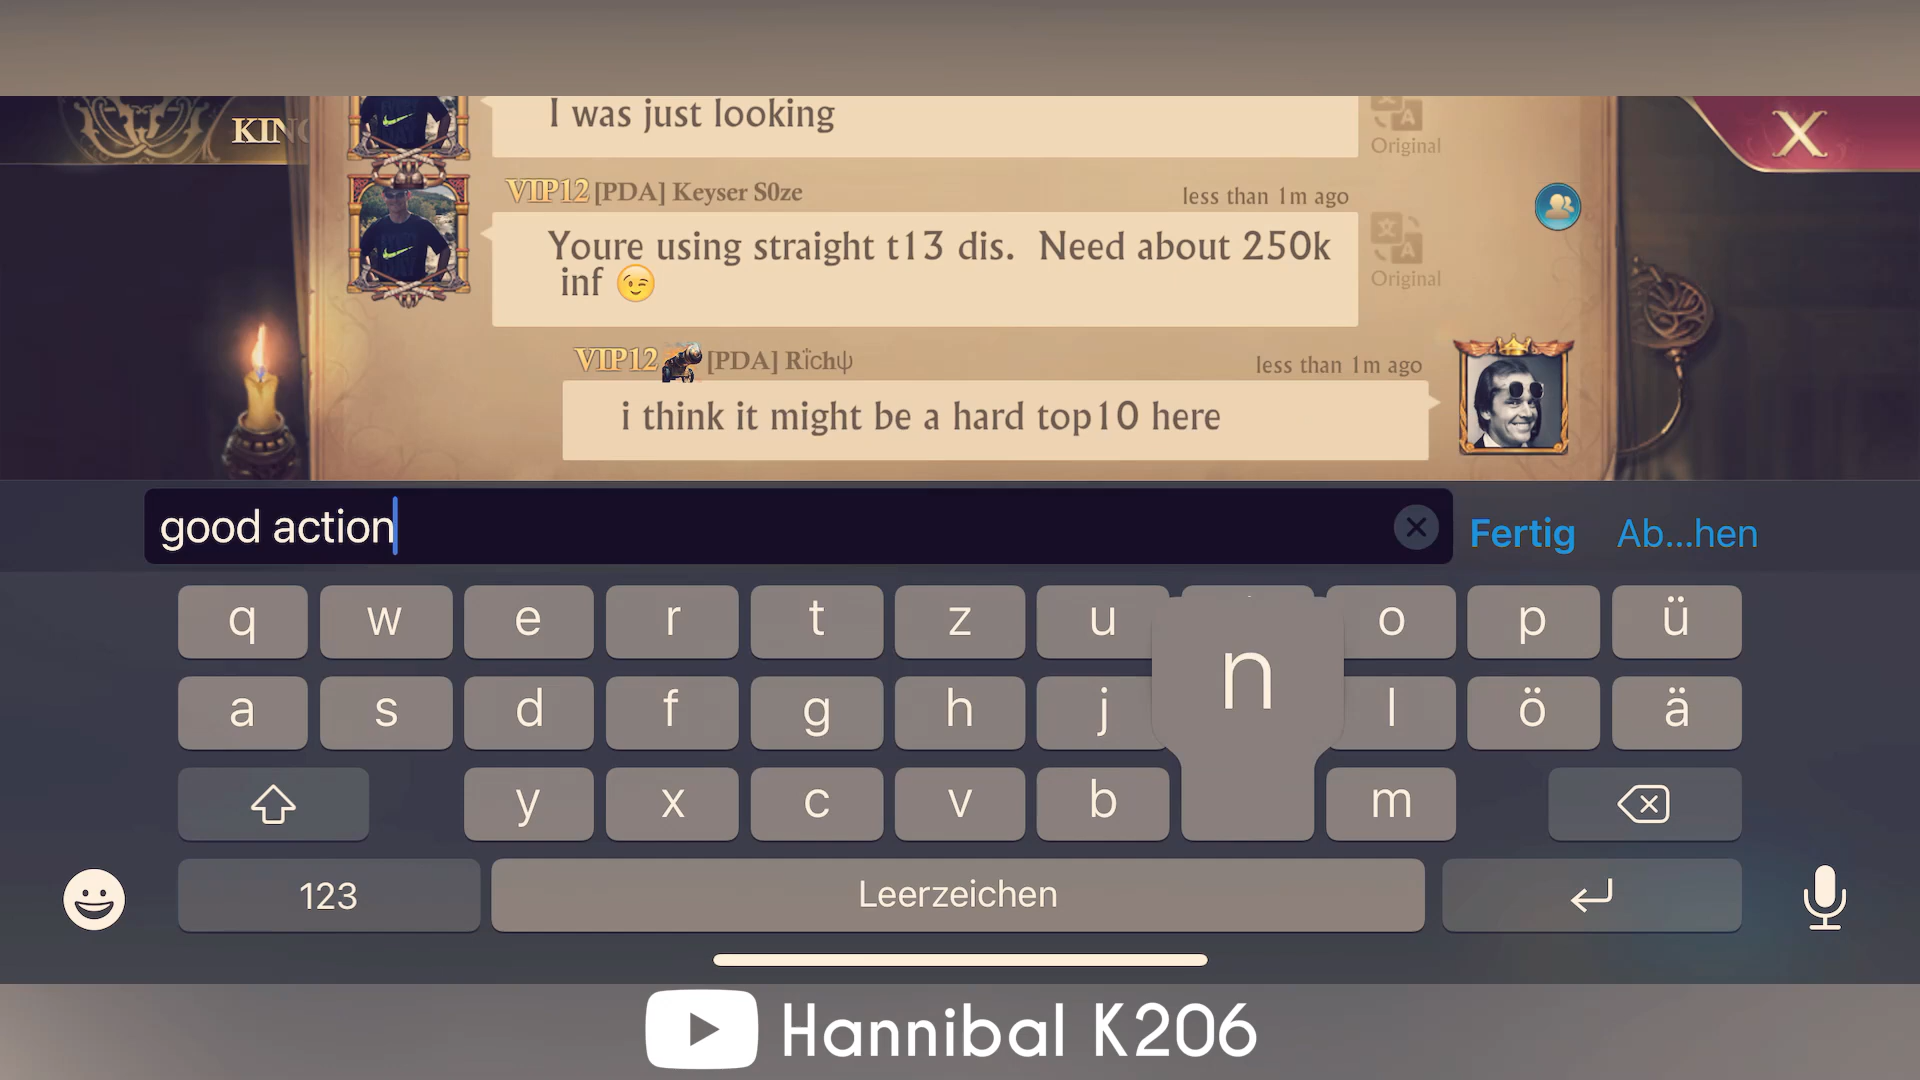 I was just looking
Original
KING
X
VIP12 [PDA] Keyser S0ze
less than 1m ago
Youre using straight t13 dis. Need about 250k
inf 😉
Original
VIP12 [PDA] Rïchψ
less than 1m ago
i think it might be a hard top10 here
good action
Fertig Ab...hen
q w e r t z u o p ü
a s d f g h j n l ö ä
y x c v b m
123 Leerzeichen
Hannibal K206